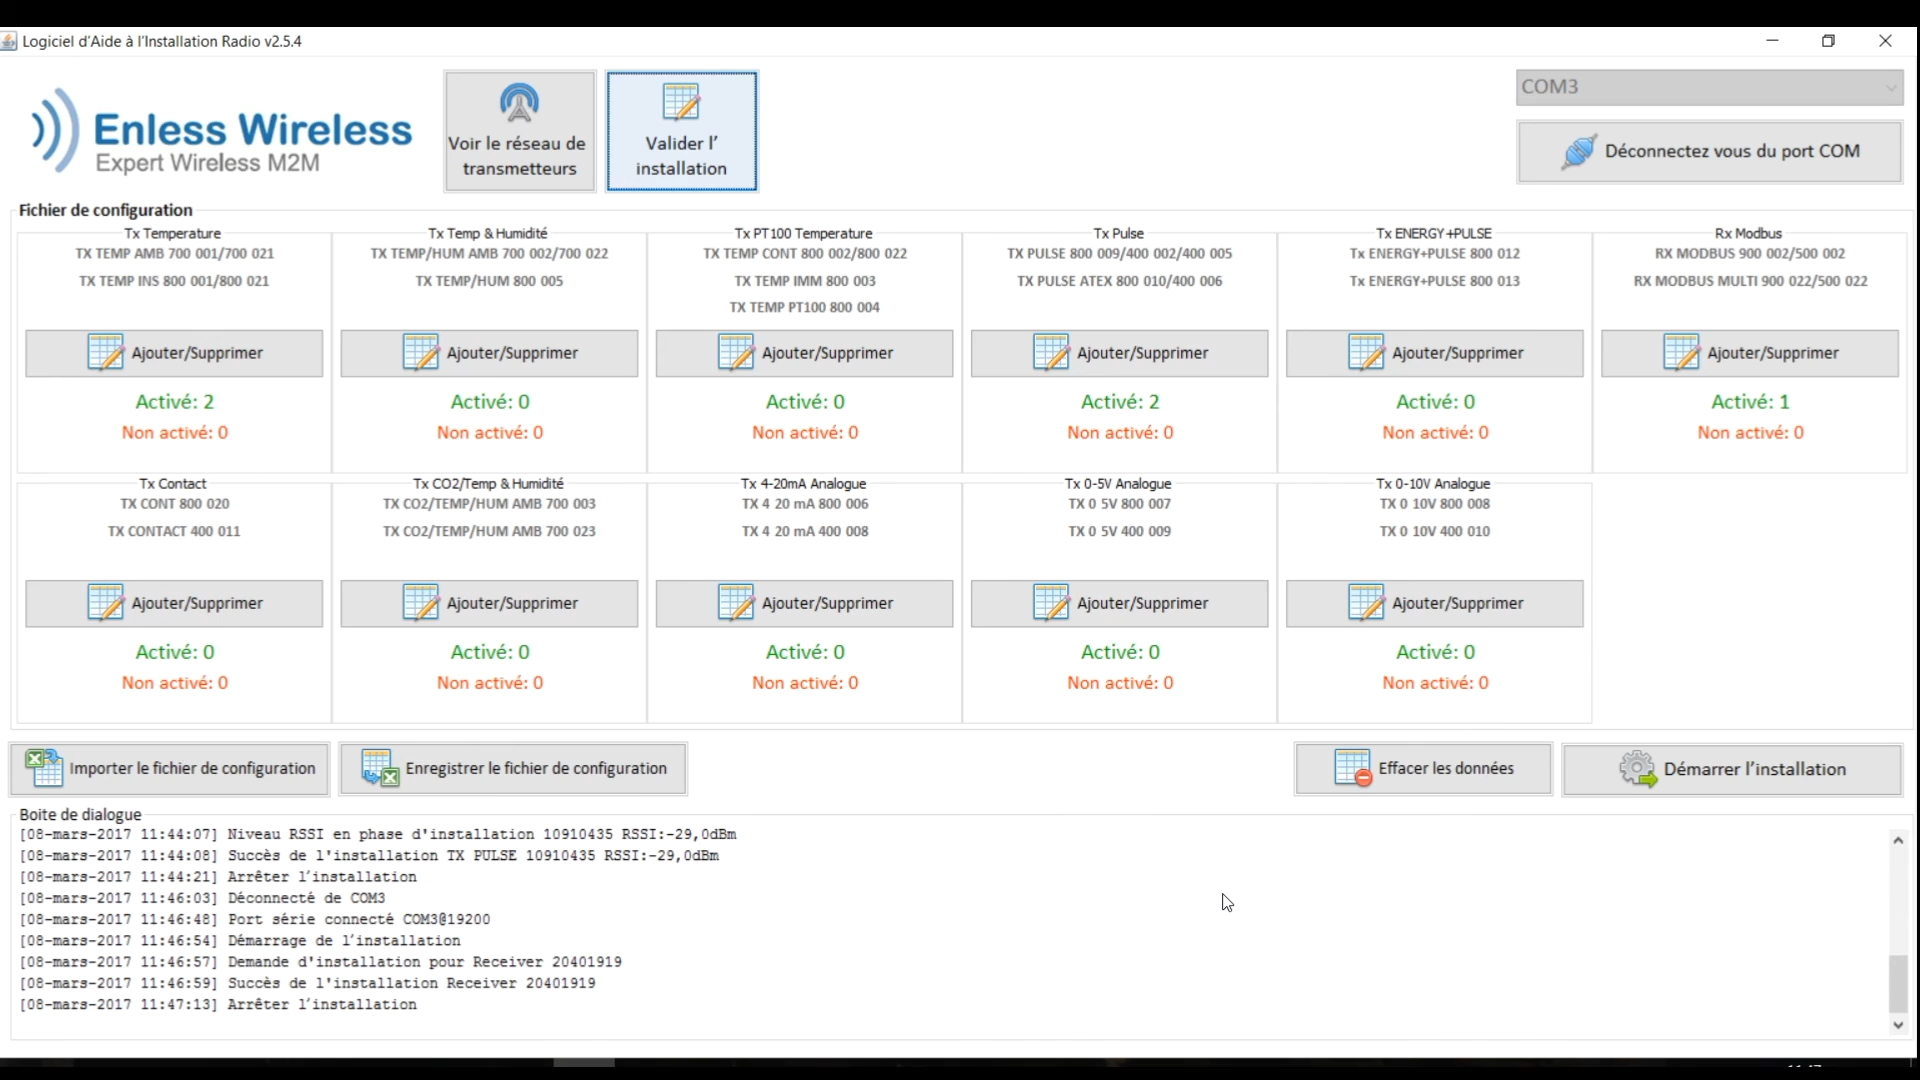 Logiciel d'Aide à l'Installation Radio v2.5.4
Enless Wireless
Expert Wireless M2M
Voir le réseau de
transmetteurs
Valider l'
installation
COM3
Déconnectez vous du port COM
Fichier de configuration
Tx Temperature
TX TEMP AMB 700 001/700 021
TX TEMP INS 800 001/800 021
Ajouter/Supprimer
Activé: 2
Non activé: 0
Tx Temp & Humidité
TX TEMP/HUM AMB 700 002/700 022
TX TEMP/HUM 800 005
Ajouter/Supprimer
Activé: 0
Non activé: 0
Tx PT100 Temperature
TX TEMP CONT 800 002/800 022
TX TEMP IMM 800 003
TX TEMP PT100 800 004
Ajouter/Supprimer
Activé: 0
Non activé: 0
Tx Pulse
TX PULSE 800 009/400 002/400 005
TX PULSE ATEX 800 010/400 006
Ajouter/Supprimer
Activé: 2
Non activé: 0
Tx ENERGY+PULSE
Tx ENERGY+PULSE 800 012
Tx ENERGY+PULSE 800 013
Ajouter/Supprimer
Activé: 0
Non activé: 0
Rx Modbus
RX MODBUS 900 002/500 002
RX MODBUS MULTI 900 022/500 022
Ajouter/Supprimer
Activé: 1
Non activé: 0
Tx Contact
TX CONT 800 020
TX CONTACT 400 011
Ajouter/Supprimer
Activé: 0
Non activé: 0
Tx CO2/Temp & Humidité
TX CO2/TEMP/HUM AMB 700 003
TX CO2/TEMP/HUM AMB 700 023
Ajouter/Supprimer
Activé: 0
Non activé: 0
Tx 4-20mA Analogue
TX 4 20 mA 800 006
TX 4 20 mA 400 008
Ajouter/Supprimer
Activé: 0
Non activé: 0
Tx 0-5V Analogue
TX 0 5V 800 007
TX 0 5V 400 009
Ajouter/Supprimer
Activé: 0
Non activé: 0
Tx 0-10V Analogue
TX 0 10V 800 008
TX 0 10V 400 010
Ajouter/Supprimer
Activé: 0
Non activé: 0
Importer le fichier de configuration
Enregistrer le fichier de configuration
Effacer les données
Démarrer l'installation
Boite de dialogue
[08-mars-2017 11:44:07] Niveau RSSI en phase d'installation 10910435 RSSI:-29,0dBm
[08-mars-2017 11:44:08] Succès de l'installation TX PULSE 10910435 RSSI:-29,0dBm
[08-mars-2017 11:44:21] Arrêter l'installation
[08-mars-2017 11:46:03] Déconnecté de COM3
[08-mars-2017 11:46:48] Port série connecté COM3@19200
[08-mars-2017 11:46:54] Démarrage de l'installation
[08-mars-2017 11:46:57] Demande d'installation pour Receiver 20401919
[08-mars-2017 11:46:59] Succès de l'installation Receiver 20401919
[08-mars-2017 11:47:13] Arrêter l'installation